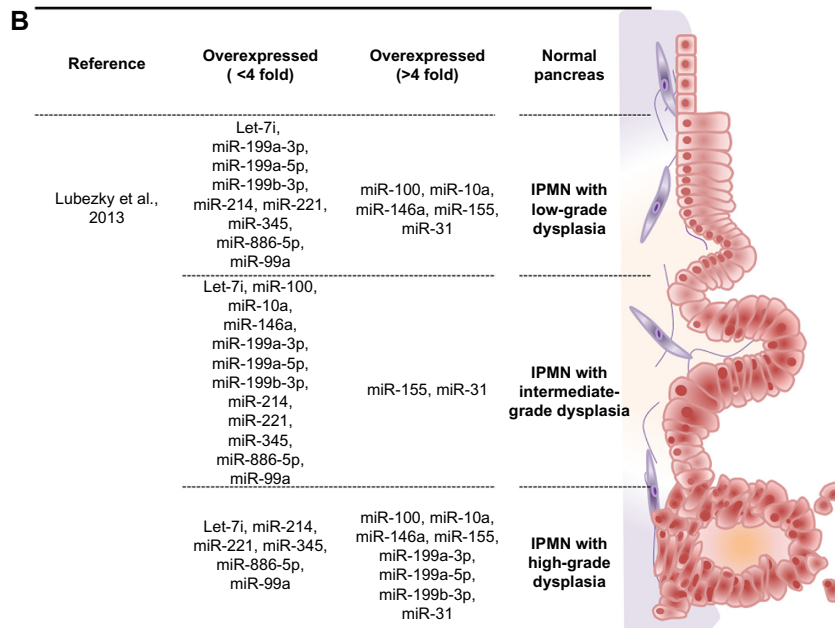 B
Reference
Overexpressed
( <4 fold)
Overexpressed
(>4 fold)
Normal
pancreas
Lubezky et al.,
2013
Let-7i,
miR-199a-3p,
miR-199a-5p,
miR-199b-3p,
miR-214, miR-221,
miR-345,
miR-886-5p,
miR-99a
miR-100, miR-10a,
miR-146a, miR-155,
miR-31
IPMN with
low-grade
dysplasia
Let-7i, miR-100,
miR-10a,
miR-146a,
miR-199a-3p,
miR-199a-5p,
miR-199b-3p,
miR-214,
miR-221,
miR-345,
miR-886-5p,
miR-99a
miR-155, miR-31
IPMN with
intermediate-
grade dysplasia
Let-7i, miR-214,
miR-221, miR-345,
miR-886-5p,
miR-99a
miR-100, miR-10a,
miR-146a, miR-155,
miR-199a-3p,
miR-199a-5p,
miR-199b-3p,
miR-31
IPMN with
high-grade
dysplasia